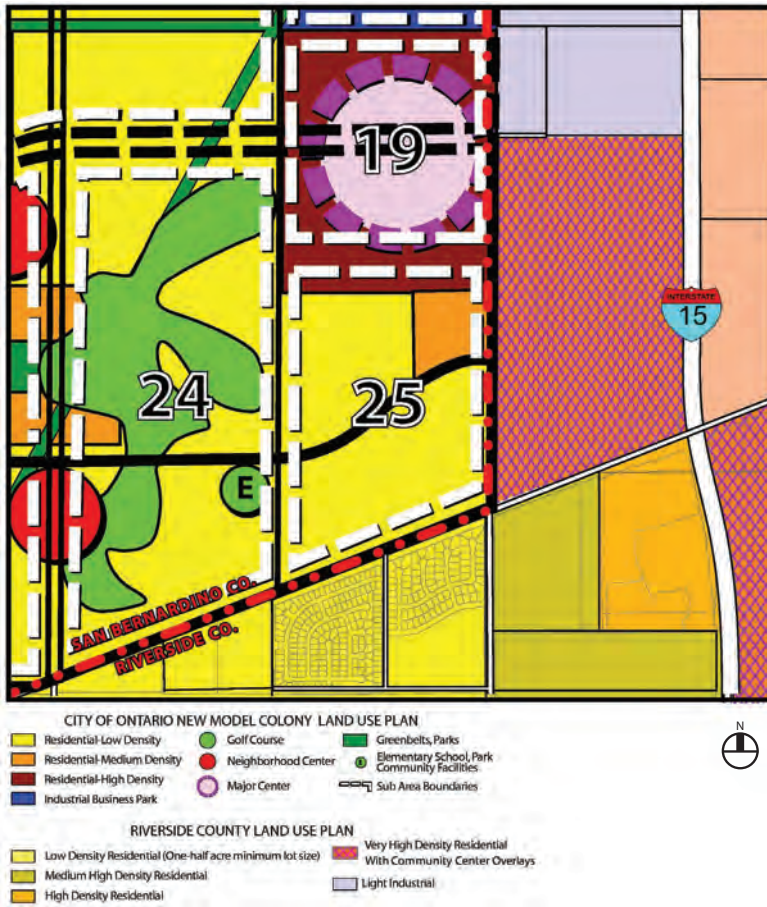 19
INTERSTATE
15
24
25
E
SAN BERNARDINO CO.
RIVERSIDE CO.
CITY OF ONTARIO NEW MODEL COLONY LAND USE PLAN
Residential-Low Density
Residential-Medium Density
Residential-High Density
Industrial Business Park
Golf Course
Neighborhood Center
Major Center
Greenbelts, Parks
E
Elementary School, Park
Community Facilities
Sub Area Boundaries
N
RIVERSIDE COUNTY LAND USE PLAN
Low Density Residential (One-half acre minimum lot size)
Medium High Density Residential
High Density Residential
Very High Density Residential
With Community Center Overlays
Light Industrial